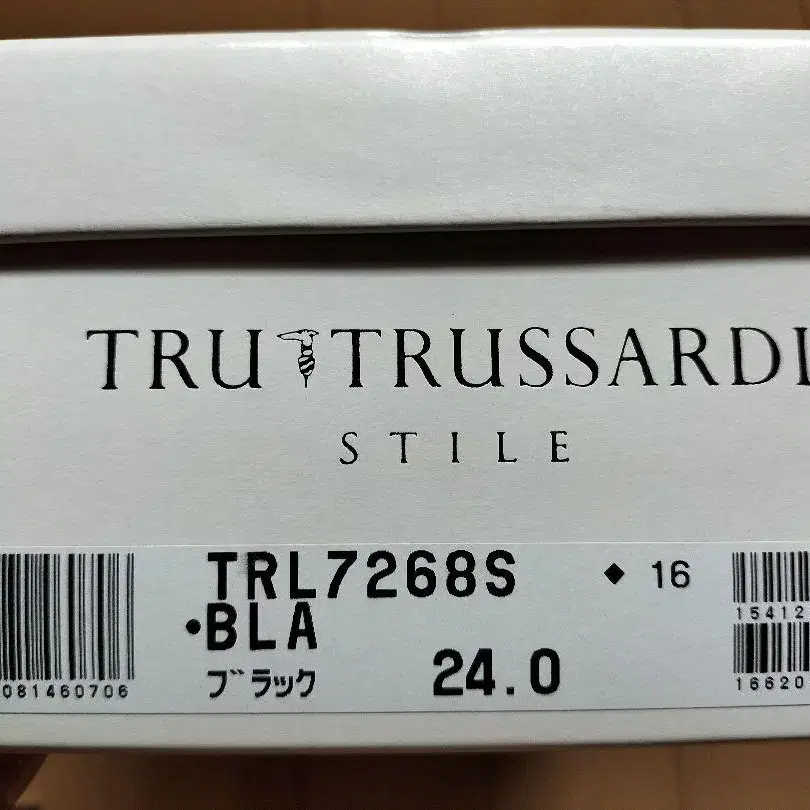 TRU TRUSSARDI
STILE
TRL7268S ◆ 16
・BLA
ブラック 24.0
081460706
15412
16620